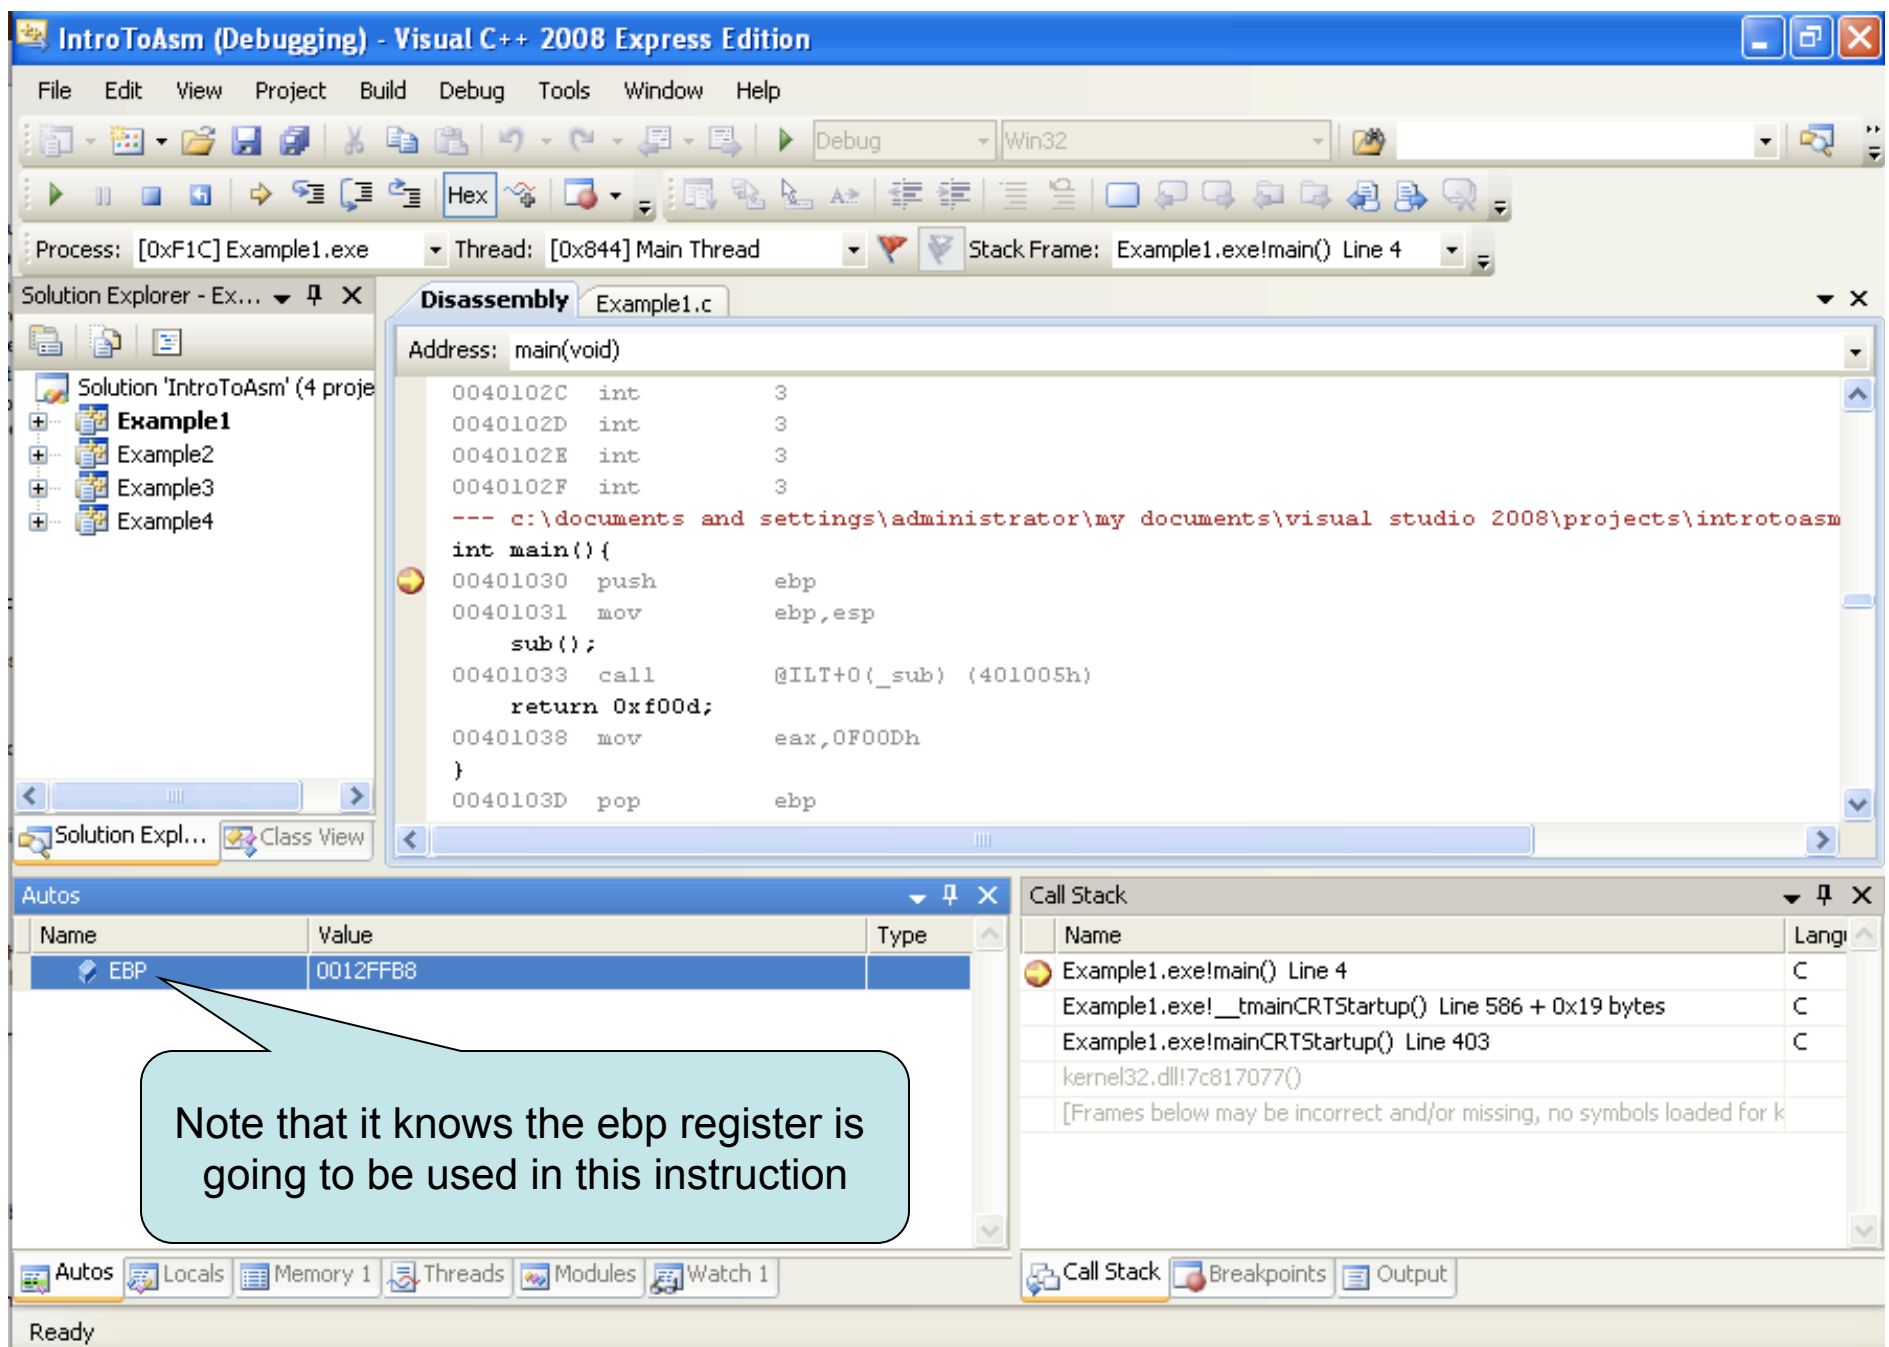 IntroToAsm (Debugging) - Visual C++ 2008 Express Edition
File Edit View Project Build Debug Tools Window Help
Debug Win32
Hex
Process: [0xF1C] Example1.exe Thread: [0x844] Main Thread Stack Frame: Example1.exe!main() Line 4
Solution Explorer - Ex...
Disassembly Example1.c
Address: main(void)
Solution 'IntroToAsm' (4 proje
Example1
Example2
Example3
Example4
0040102C int 3
0040102D int 3
0040102E int 3
0040102F int 3
--- c:\documents and settings\administrator\my documents\visual studio 2008\projects\introtoasm
int main(){
00401030 push ebp
00401031 mov ebp,esp
sub();
00401033 call @ILT+0(_sub) (401005h)
return 0xf00d;
00401038 mov eax,0F00Dh
}
0040103D pop ebp
Solution Expl... Class View
Autos
Name Value Type
EBP 0012FFB8
Note that it knows the ebp register is
going to be used in this instruction
Call Stack
Name Langu
Example1.exe!main() Line 4 C
Example1.exe!__tmainCRTStartup() Line 586 + 0x19 bytes C
Example1.exe!mainCRTStartup() Line 403 C
kernel32.dll!7c817077()
[Frames below may be incorrect and/or missing, no symbols loaded for k
Autos Locals Memory 1 Threads Modules Watch 1
Call Stack Breakpoints Output
Ready